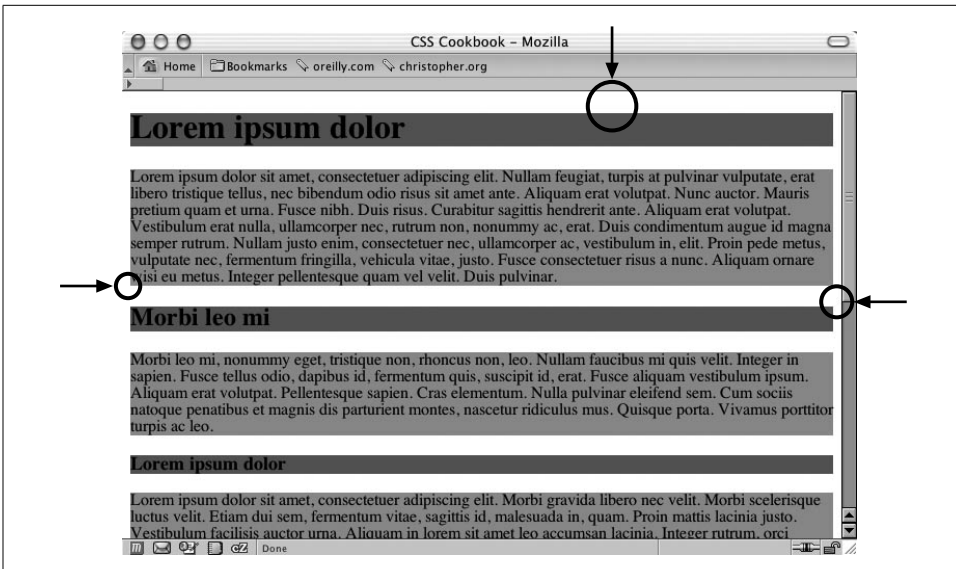 CSS Cookbook – Mozilla
Home Bookmarks oreilly.com christopher.org
Lorem ipsum dolor
Lorem ipsum dolor sit amet, consectetuer adipiscing elit. Nullam feugiat, turpis at pulvinar vulputate, erat
libero tristique tellus, nec bibendum odio risus sit amet ante. Aliquam erat volutpat. Nunc auctor. Mauris
pretium quam et urna. Fusce nibh. Duis risus. Curabitur sagittis hendrerit ante. Aliquam erat volutpat.
Vestibulum erat nulla, ullamcorper nec, rutrum non, nonummy ac, erat. Duis condimentum augue id magna
semper rutrum. Nullam justo enim, consectetuer nec, ullamcorper ac, vestibulum in, elit. Proin pede metus,
vulputate nec, fermentum fringilla, vehicula vitae, justo. Fusce consectetuer risus a nunc. Aliquam ornare
wisi eu metus. Integer pellentesque quam vel velit. Duis pulvinar.
Morbi leo mi
Morbi leo mi, nonummy eget, tristique non, rhoncus non, leo. Nullam faucibus mi quis velit. Integer in
sapien. Fusce tellus odio, dapibus id, fermentum quis, suscipit id, erat. Fusce aliquam vestibulum ipsum.
Aliquam erat volutpat. Pellentesque sapien. Cras elementum. Nulla pulvinar eleifend sem. Cum sociis
natoque penatibus et magnis dis parturient montes, nascetur ridiculus mus. Quisque porta. Vivamus porttitor
turpis ac leo.
Lorem ipsum dolor
Lorem ipsum dolor sit amet, consectetuer adipiscing elit. Morbi gravida libero nec velit. Morbi scelerisque
luctus velit. Etiam dui sem, fermentum vitae, sagittis id, malesuada in, quam. Proin mattis lacinia justo.
Vestibulum facilisis auctor urna. Aliquam in lorem sit amet leo accumsan lacinia. Integer rutrum, orci
Done